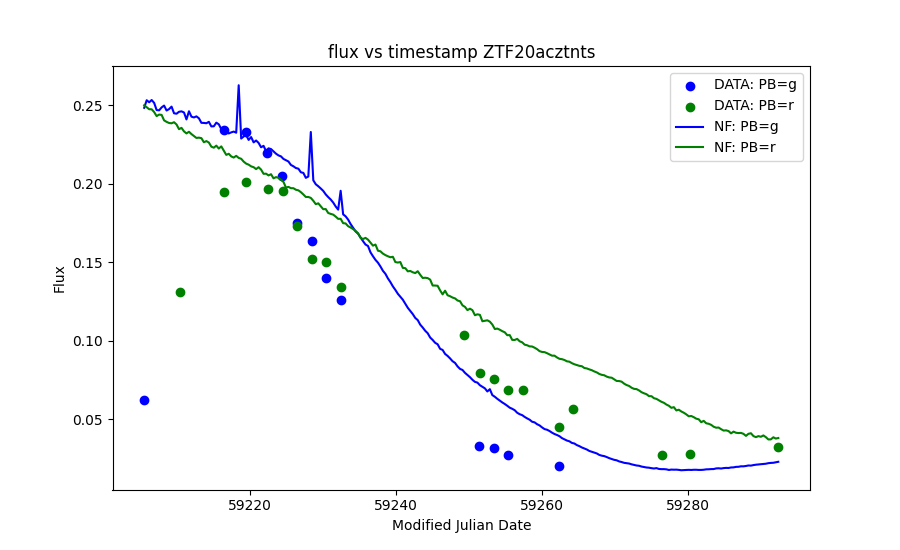 flux vs timestamp ZTF20acztnts
DATA: PB=g
DATA: PB=r
NF: PB=g
NF: PB=r
Flux
0.25
0.20
0.15
0.10
0.05
59220 59240 59260 59280
Modified Julian Date